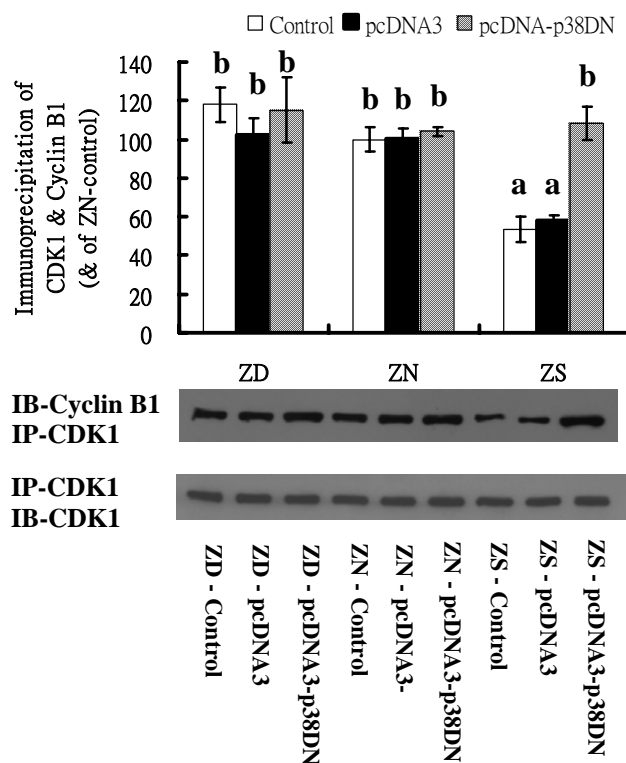 Control pcDNA3 pcDNA-p38DN
Immunoprecipitation of
CDK1 & Cyclin B1
(& of ZN-control)
140
120
100
80
60
40
20
0
b b b b b b a a b
ZD ZN ZS
IB-Cyclin B1
IP-CDK1
IP-CDK1
IB-CDK1
ZD - Control
ZD - pcDNA3
ZD - pcDNA3-p38DN
ZN - Control
ZN - pcDNA3-
ZN - pcDNA3-p38DN
ZS - Control
ZS - pcDNA3
ZS - pcDNA3-p38DN